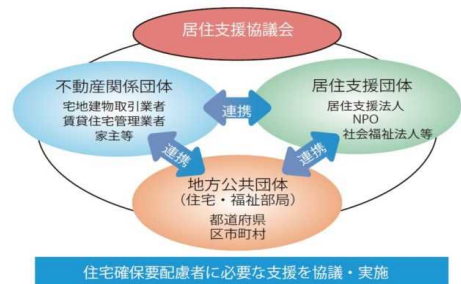 居住支援協議会
不動産関係団体
宅地建物取引業者
賃貸住宅管理業者
家主等
連携
居住支援団体
居住支援法人
NPO
社会福祉法人等
連携
連携
地方公共団体
(住宅・福祉部局)
都道府県
区市町村
住宅確保要配慮者に必要な支援を協議・実施